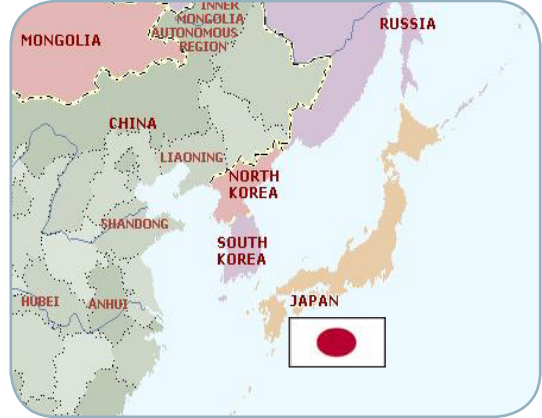 INNER
MONGOLIA
AUTONOMOUS
REGION
RUSSIA
MONGOLIA
CHINA
LIAONING
NORTH
KOREA
SHANDONG
SOUTH
KOREA
HUBEI
ANHUI
JAPAN